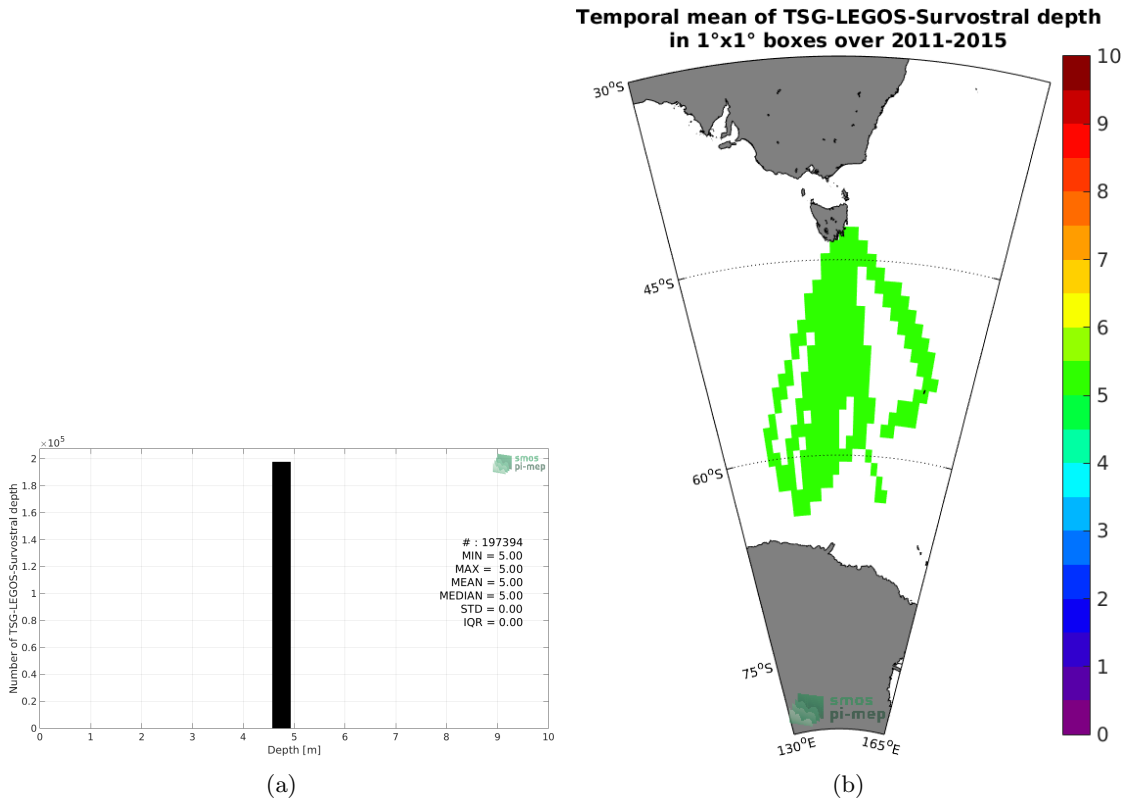 Temporal mean of TSG-LEGOS-Survostral depth
in 1°x1° boxes over 2011-2015
30°S
45°S
60°S
75°S
130°E
165°E
10
9
8
7
6
5
4
3
2
1
0
smos
pi-mep
×10⁵
2
1.8
1.6
1.4
1.2
1
0.8
0.6
0.4
0.2
0
Number of TSG-LEGOS-Survostral depth
smos
pi-mep
# : 197394
MIN = 5.00
MAX = 5.00
MEAN = 5.00
MEDIAN = 5.00
STD = 0.00
IQR = 0.00
0 1 2 3 4 5 6 7 8 9 10
Depth [m]
(a)
(b)